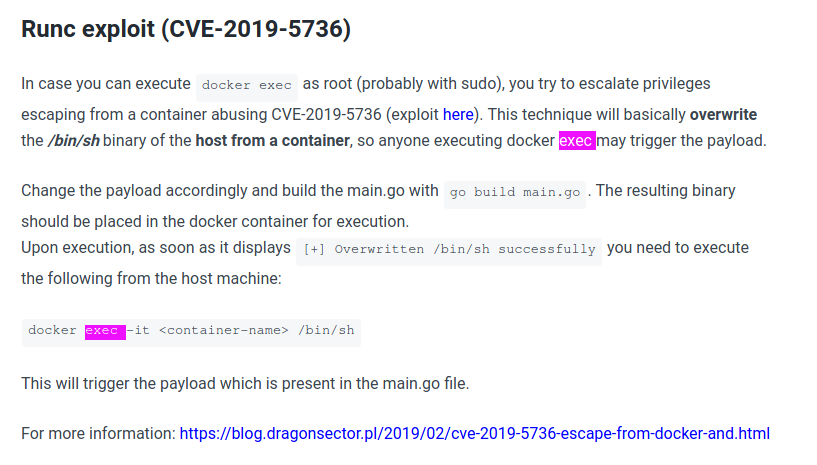 Runc exploit (CVE-2019-5736)
In case you can execute docker exec as root (probably with sudo), you try to escalate privileges
escaping from a container abusing CVE-2019-5736 (exploit here). This technique will basically overwrite
the /bin/sh binary of the host from a container, so anyone executing docker exec may trigger the payload.
Change the payload accordingly and build the main.go with go build main.go . The resulting binary
should be placed in the docker container for execution.
Upon execution, as soon as it displays [+] Overwritten /bin/sh successfully you need to execute
the following from the host machine:
docker exec -it <container-name> /bin/sh
This will trigger the payload which is present in the main.go file.
For more information: https://blog.dragonsector.pl/2019/02/cve-2019-5736-escape-from-docker-and.html